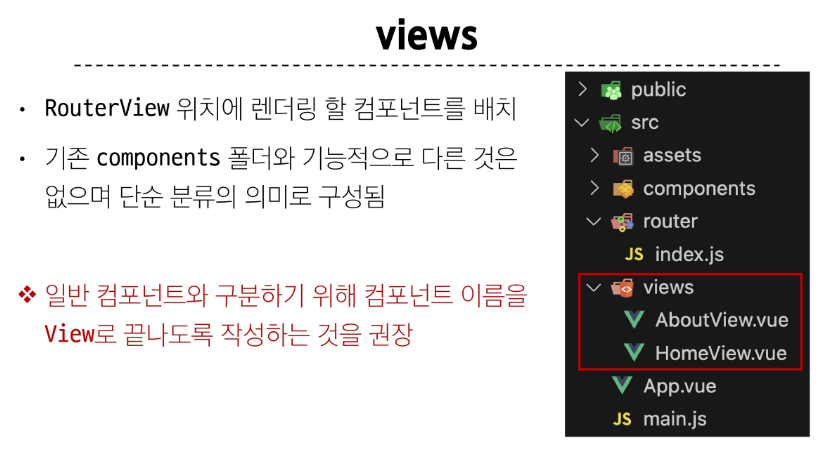 views
• RouterView 위치에 렌더링 할 컴포넌트를 배치
• 기존 components 폴더와 기능적으로 다른 것은
없으며 단순 분류의 의미로 구성됨
❖ 일반 컴포넌트와 구분하기 위해 컴포넌트 이름을
View로 끝나도록 작성하는 것을 권장
public
src
assets
components
router
JS index.js
views
AboutView.vue
HomeView.vue
App.vue
JS main.js